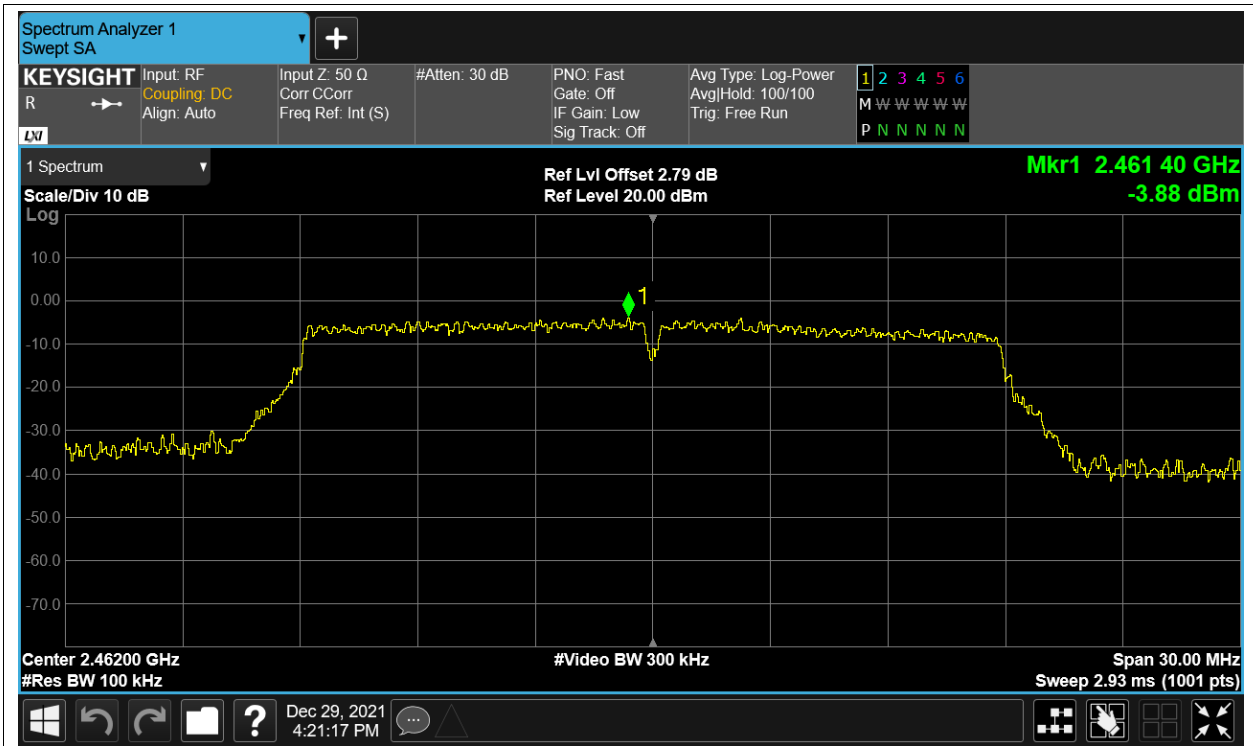 Spectrum Analyzer 1
Swept SA
KEYSIGHT
R
LXI
Input: RF
Coupling: DC
Align: Auto
Input Z: 50 Ω
Corr CCorr
Freq Ref: Int (S)
#Atten: 30 dB
PNO: Fast
Gate: Off
IF Gain: Low
Sig Track: Off
Avg Type: Log-Power
Avg|Hold: 100/100
Trig: Free Run
1 2 3 4 5 6
M W W W W W
P N N N N N
1 Spectrum
Scale/Div 10 dB
Log
Ref Lvl Offset 2.79 dB
Ref Level 20.00 dBm
Mkr1 2.461 40 GHz
-3.88 dBm
10.0
0.00
-10.0
-20.0
-30.0
-40.0
-50.0
-60.0
-70.0
1
Center 2.46200 GHz
#Res BW 100 kHz
#Video BW 300 kHz
Span 30.00 MHz
Sweep 2.93 ms (1001 pts)
?
Dec 29, 2021
4:21:17 PM